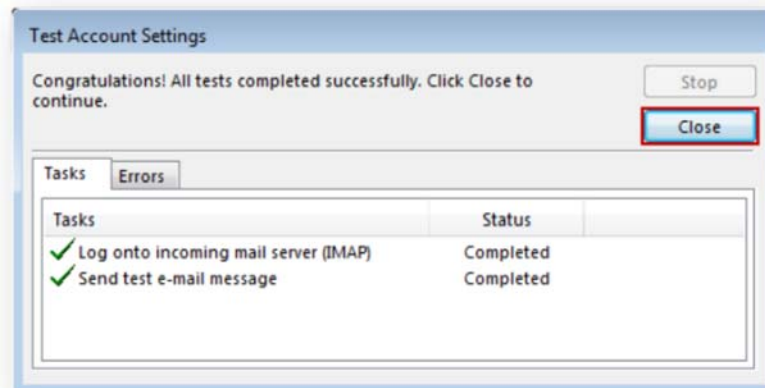 Test Account Settings
Congratulations! All tests completed successfully. Click Close to
continue.
Stop
Close
Tasks Errors
Tasks Status
Log onto incoming mail server (IMAP) Completed
Send test e-mail message Completed